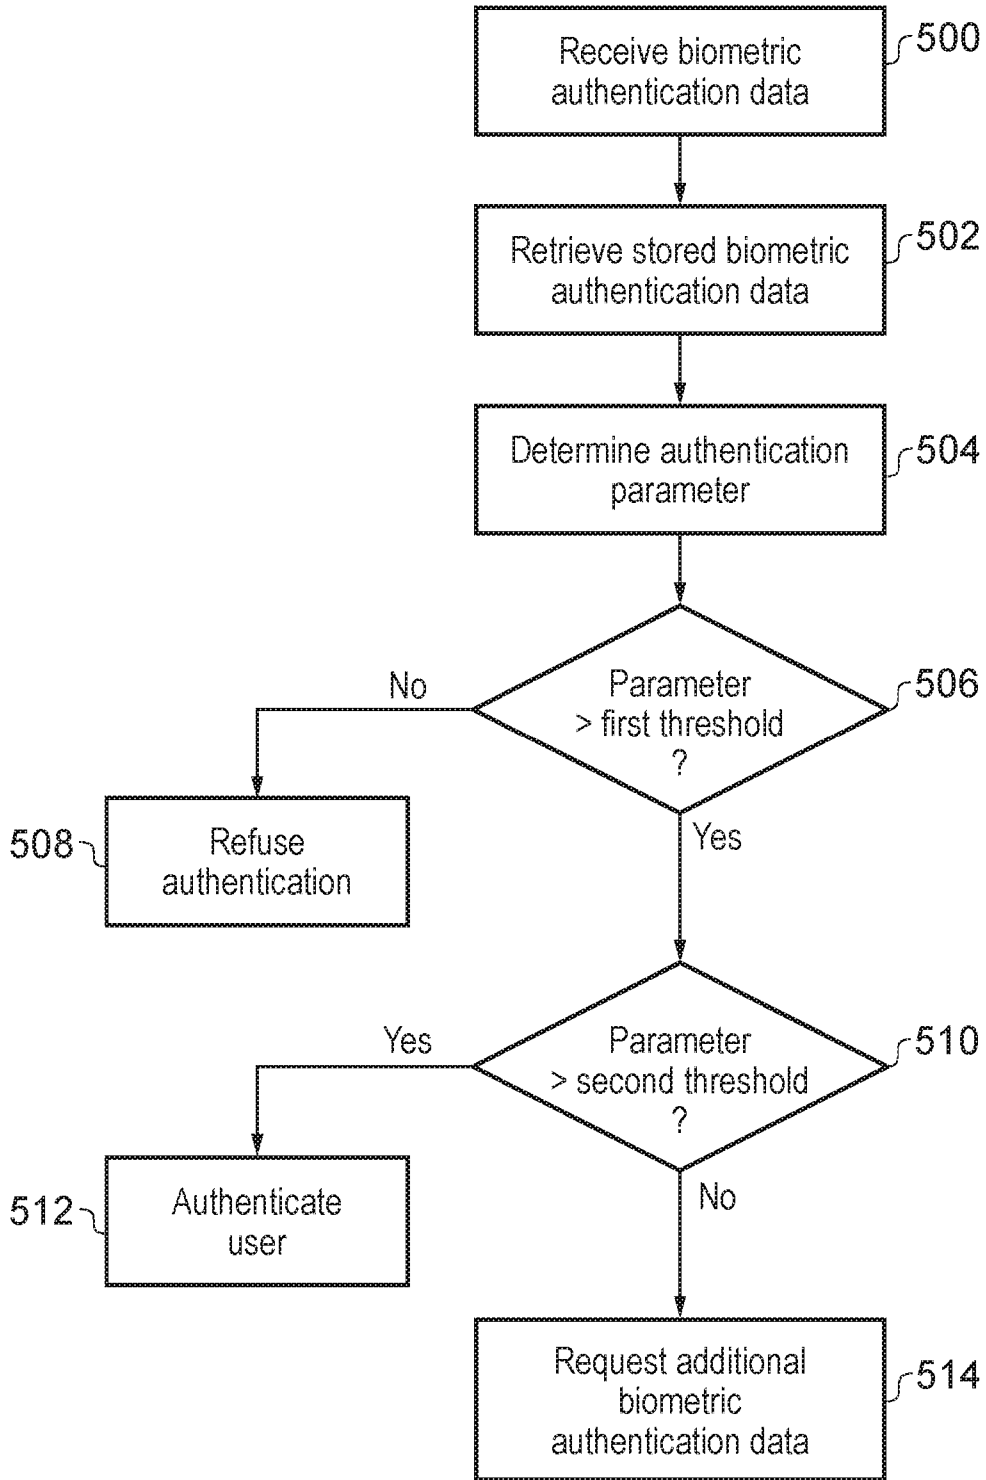 Receive biometric
authentication data
500
Retrieve stored biometric
authentication data
502
Determine authentication
parameter
504
Parameter
> first threshold
?
506
No
Yes
508
Refuse
authentication
Parameter
> second threshold
?
510
Yes
No
512
Authenticate
user
Request additional
biometric
authentication data
514